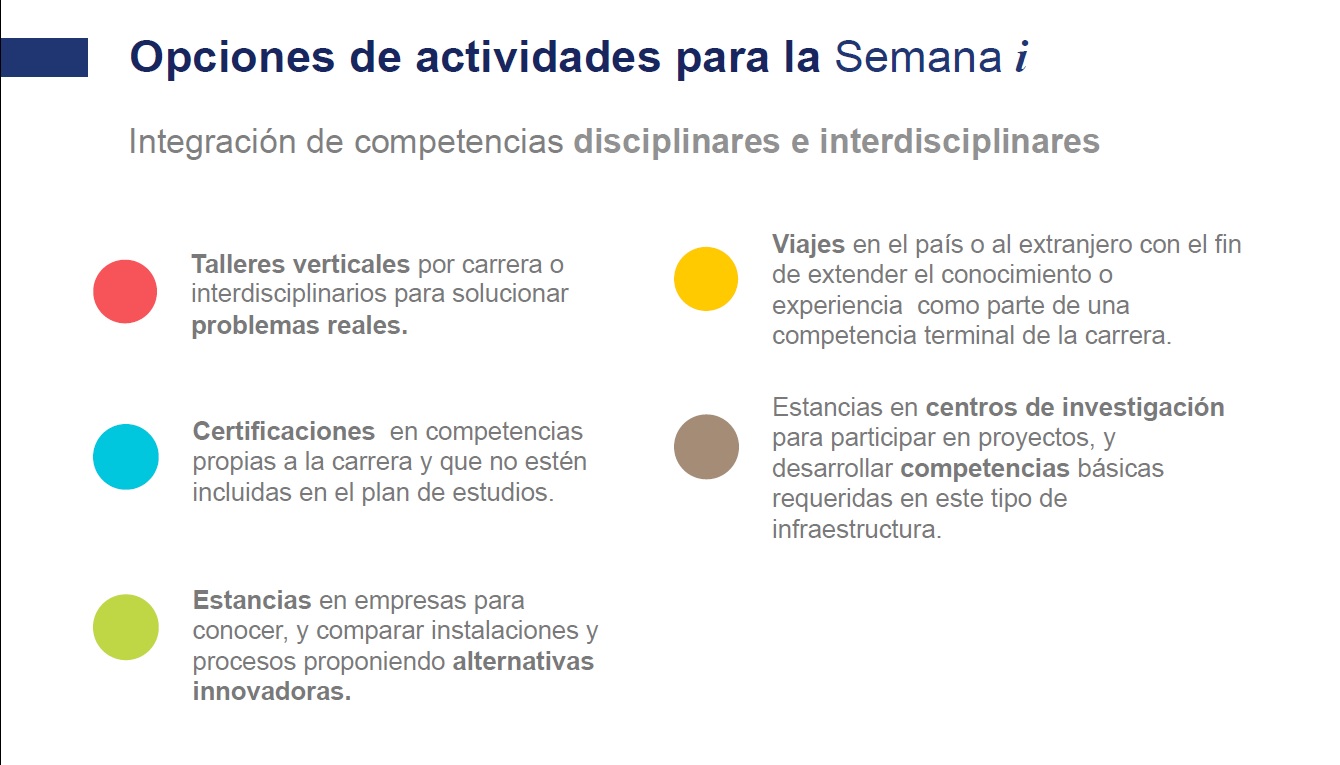 Opciones de actividades para la Semana i
Integración de competencias disciplinares e interdisciplinares
Talleres verticales por carrera o
interdisciplinarios para solucionar
problemas reales.
Certificaciones en competencias
propias a la carrera y que no estén
incluidas en el plan de estudios.
Estancias en empresas para
conocer, y comparar instalaciones y
procesos proponiendo alternativas
innovadoras.
Viajes en el país o al extranjero con el fin
de extender el conocimiento o
experiencia como parte de una
competencia terminal de la carrera.
Estancias en centros de investigación
para participar en proyectos, y
desarrollar competencias básicas
requeridas en este tipo de
infraestructura.